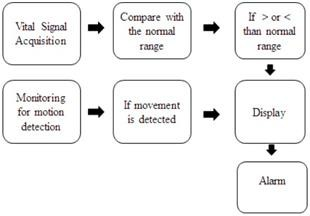 Vital Signal
Acquisition
Compare with
the normal
range
If > or <
than normal
range
Monitoring
for motion
detection
If movement
is detected
Display
Alarm